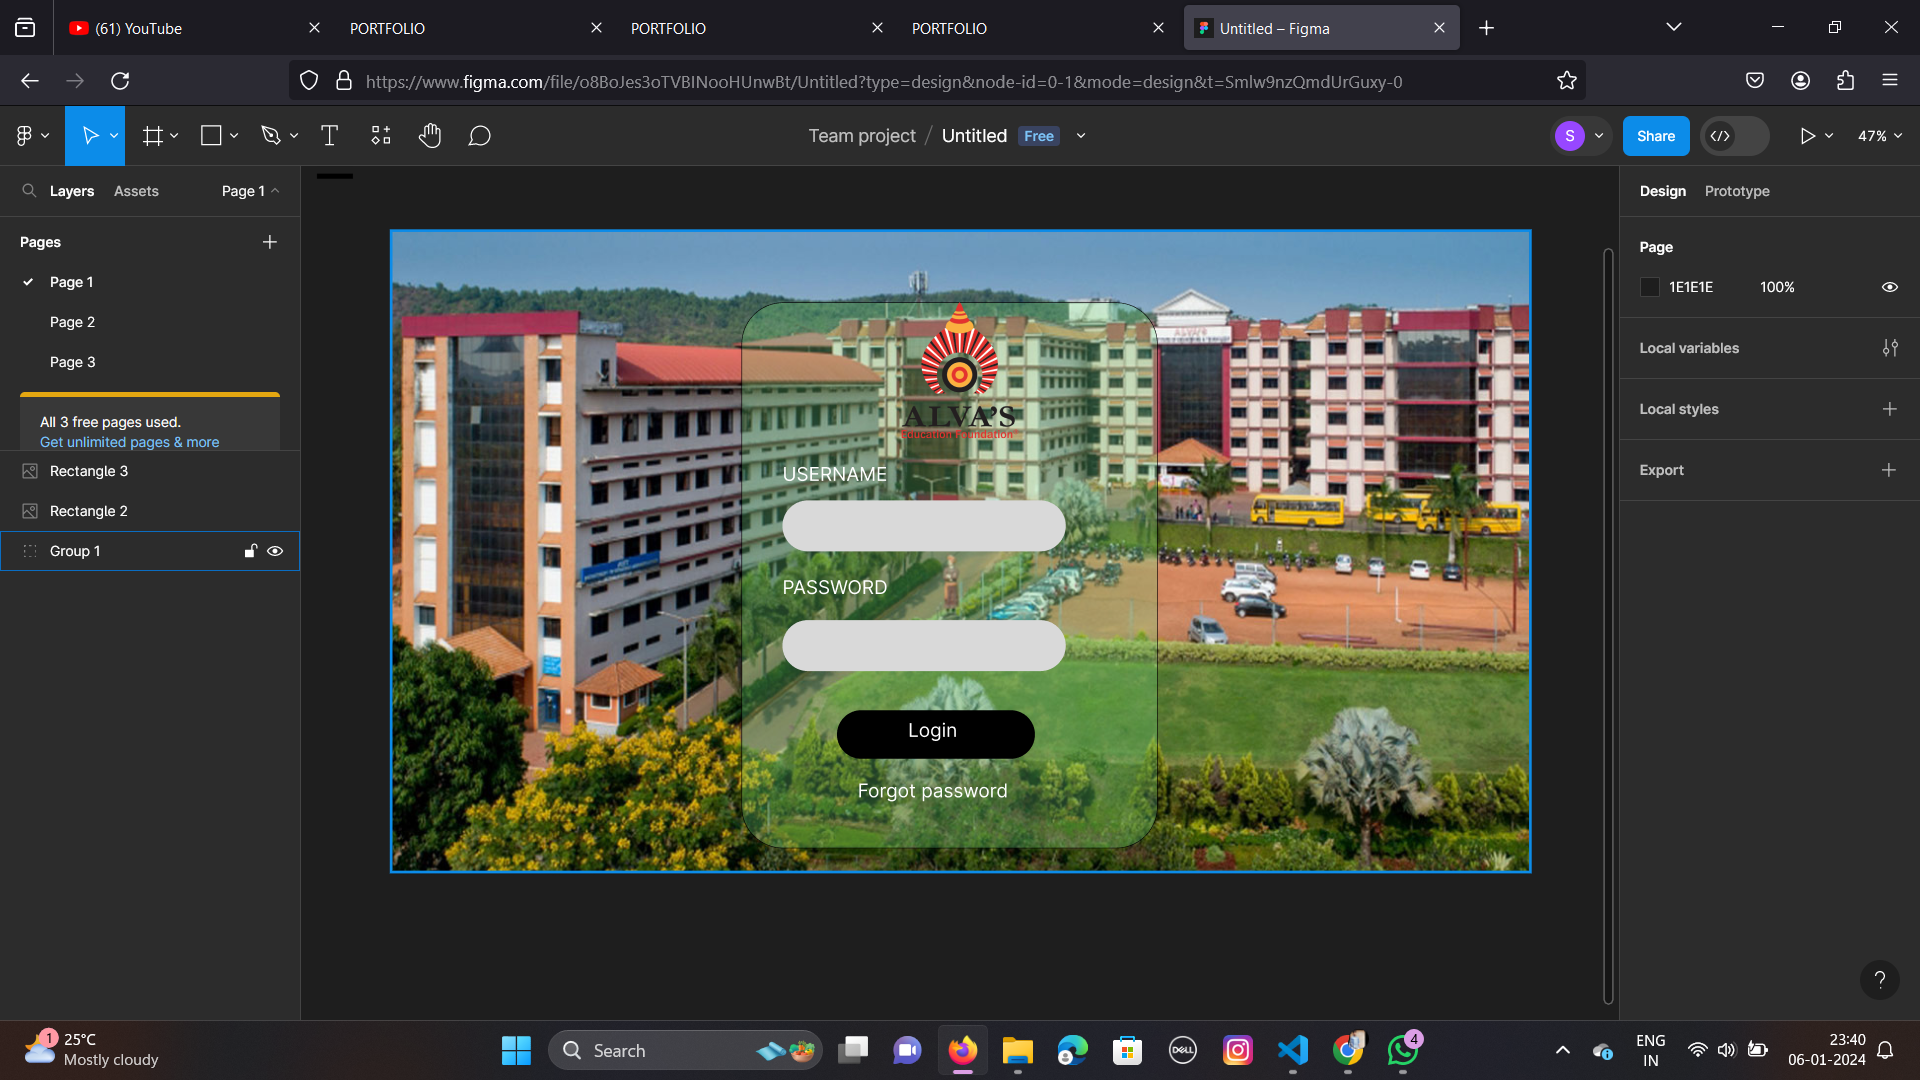 (61) YouTube
PORTFOLIO
PORTFOLIO
PORTFOLIO
Untitled – Figma
https://www.figma.com/file/o8BoJes3oTVBINooHUnwBt/Untitled?type=design&node-id=0-1&mode=design&t=Smlw9nzQmdUrGuxy-0
Team project / Untitled Free
S
Share
47%
Layers Assets Page 1
Pages
Page 1
Page 2
Page 3
All 3 free pages used.
Get unlimited pages & more
Rectangle 3
Rectangle 2
Group 1
ALVA'S
Education Foundation
USERNAME
PASSWORD
Login
Forgot password
Design Prototype
Page
1E1E1E 100%
Local variables
Local styles
Export
?
1
25°C
Mostly cloudy
Search
DELL
4
ENG
IN
23:40
06-01-2024